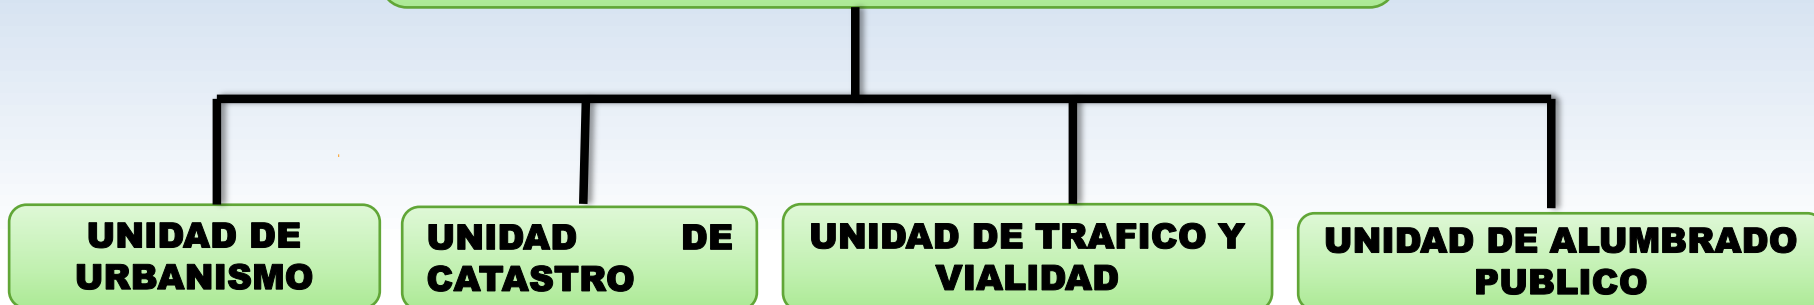 UNIDAD DE
URBANISMO
UNIDAD DE
CATASTRO
UNIDAD DE TRAFICO Y
VIALIDAD
UNIDAD DE ALUMBRADO
PUBLICO